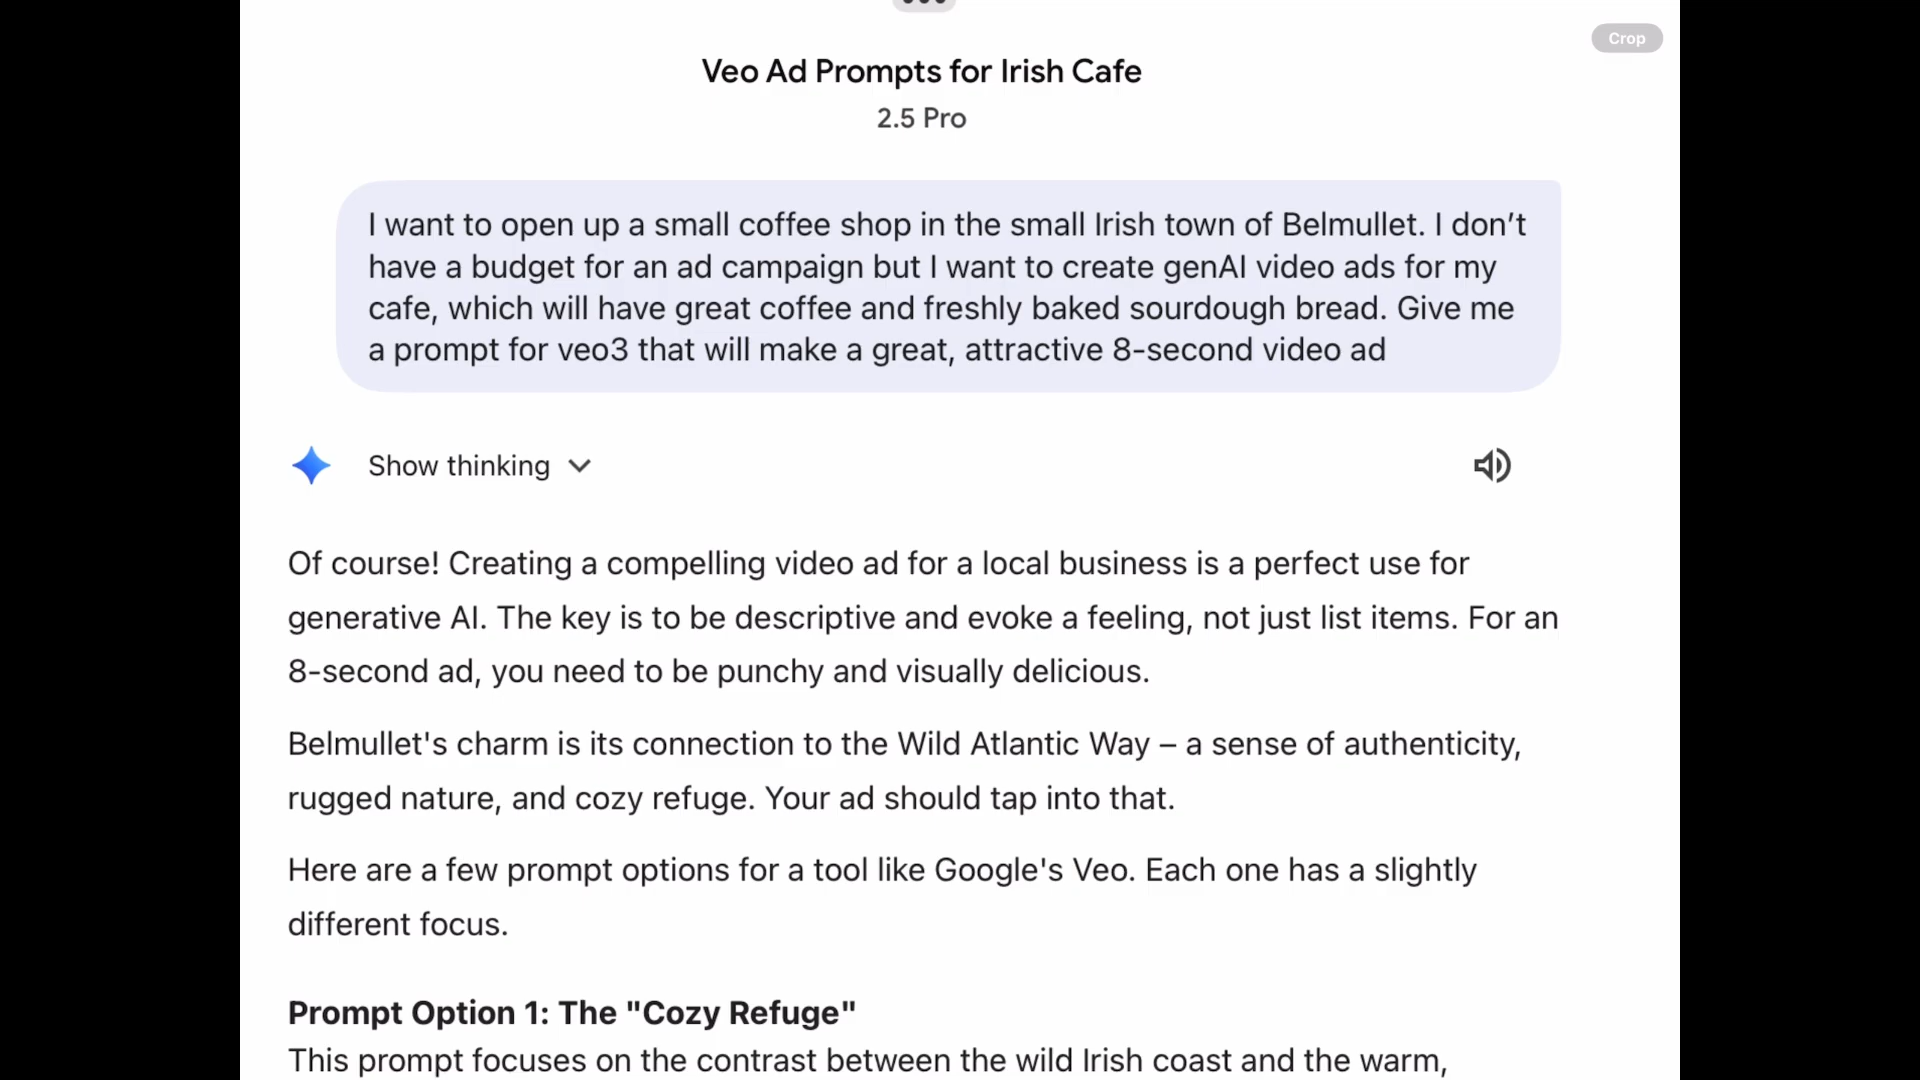 Crop
Veo Ad Prompts for Irish Cafe
2.5 Pro
I want to open up a small coffee shop in the small Irish town of Belmullet. I don’t
have a budget for an ad campaign but I want to create genAI video ads for my
cafe, which will have great coffee and freshly baked sourdough bread. Give me
a prompt for veo3 that will make a great, attractive 8-second video ad
Show thinking
Of course! Creating a compelling video ad for a local business is a perfect use for
generative AI. The key is to be descriptive and evoke a feeling, not just list items. For an
8-second ad, you need to be punchy and visually delicious.
Belmullet's charm is its connection to the Wild Atlantic Way – a sense of authenticity,
rugged nature, and cozy refuge. Your ad should tap into that.
Here are a few prompt options for a tool like Google's Veo. Each one has a slightly
different focus.
Prompt Option 1: The "Cozy Refuge"
This prompt focuses on the contrast between the wild Irish coast and the warm,